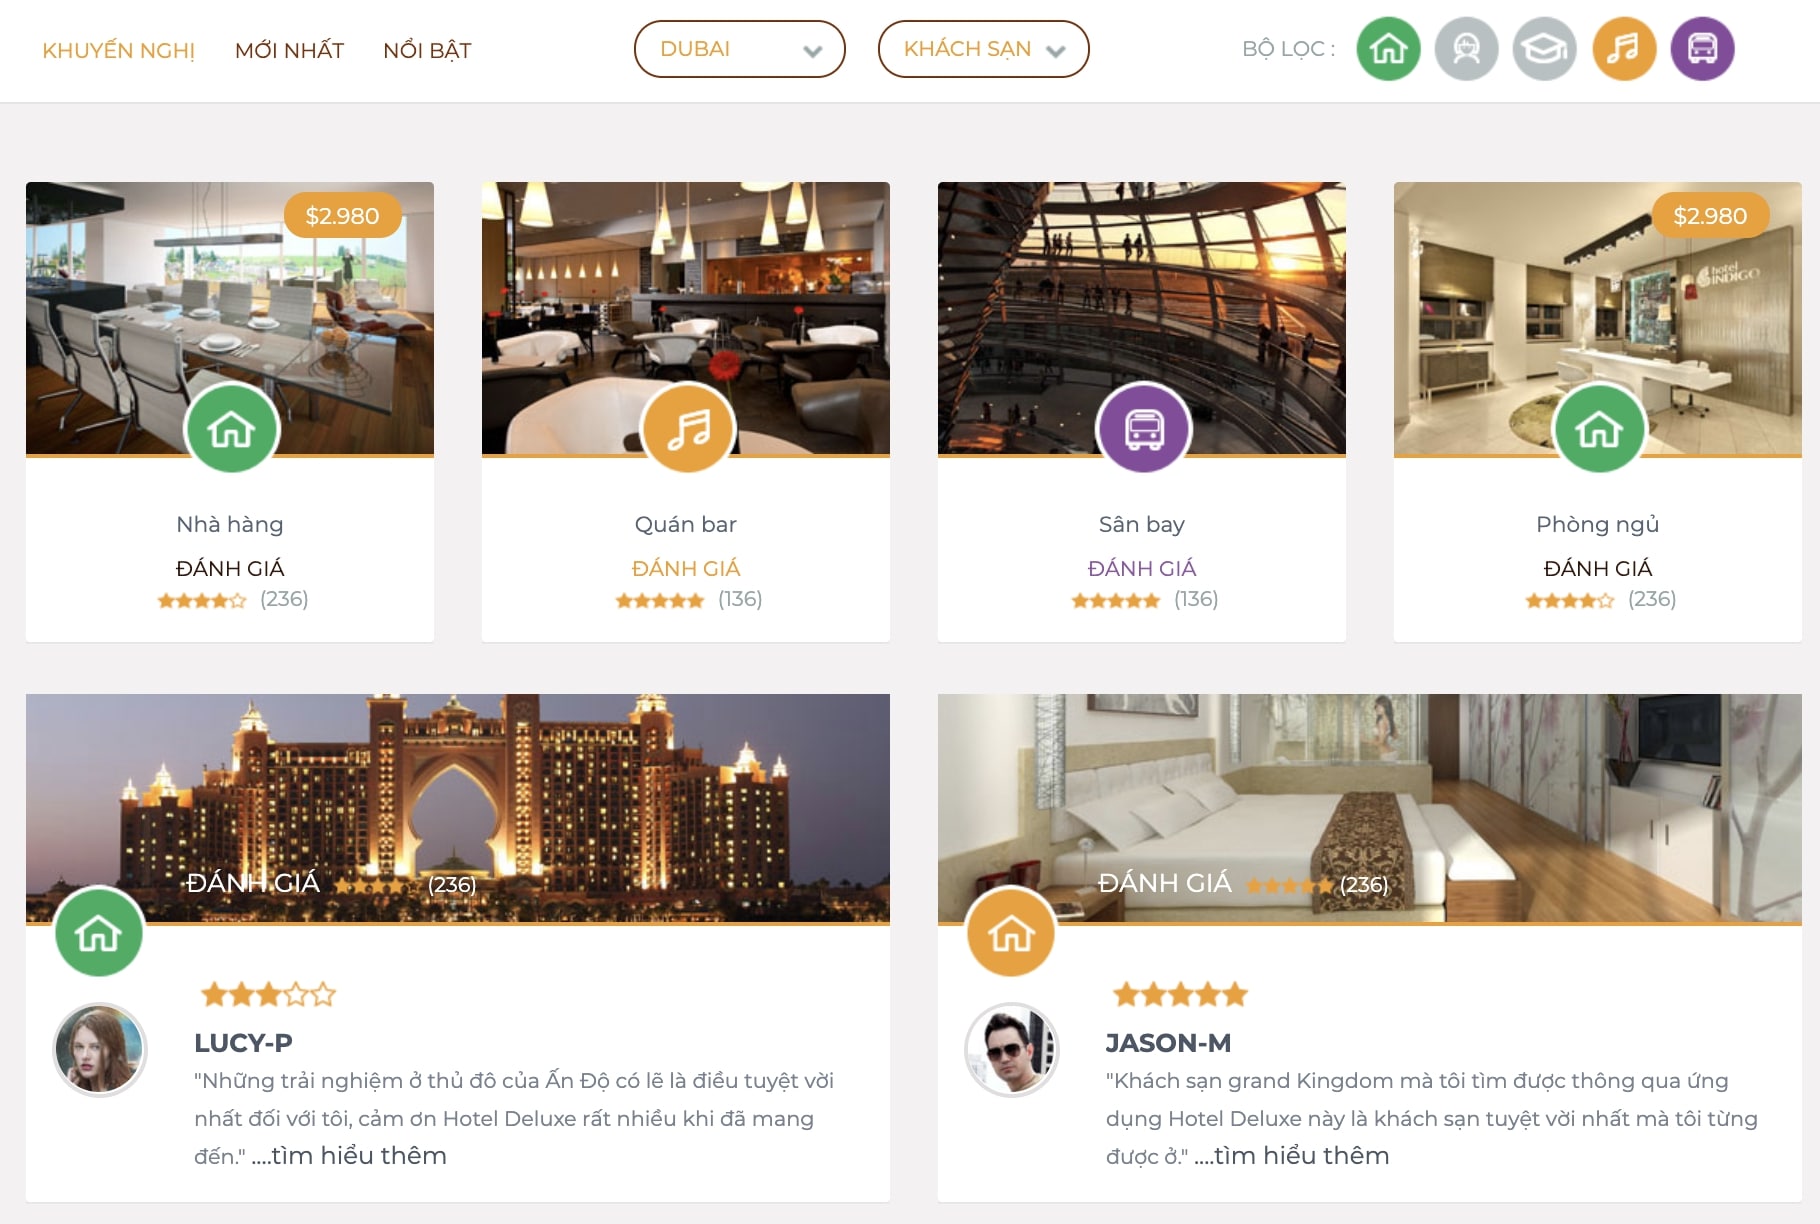 KHUYẾN NGHỊ MỚI NHẤT NỔI BẬT DUBAI KHÁCH SẠN BỘ LỌC :
$2.980
$2.980
hotel INDIGO
Nhà hàng
ĐÁNH GIÁ
(236)
Quán bar
ĐÁNH GIÁ
(136)
Sân bay
ĐÁNH GIÁ
(136)
Phòng ngủ
ĐÁNH GIÁ
(236)
ĐÁNH GIÁ (236)
LUCY-P
"Những trải nghiệm ở thủ đô của Ấn Độ có lẽ là điều tuyệt vời
nhất đối với tôi, cảm ơn Hotel Deluxe rất nhiều khi đã mang
đến." ....tìm hiểu thêm
ĐÁNH GIÁ (236)
JASON-M
"Khách sạn grand Kingdom mà tôi tìm được thông qua ứng
dụng Hotel Deluxe này là khách sạn tuyệt vời nhất mà tôi từng
được ở." ....tìm hiểu thêm